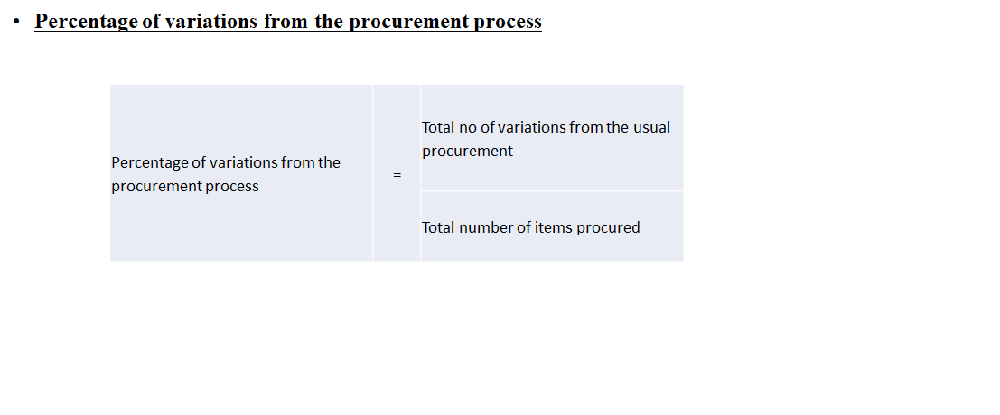 • Percentage of variations from the procurement process
Percentage of variations from the
procurement process
=
Total no of variations from the usual
procurement
Total number of items procured